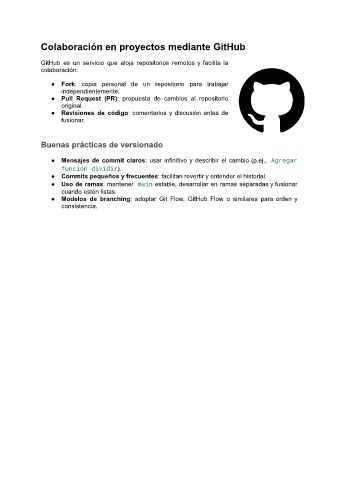 Colaboración en proyectos mediante GitHub
GitHub es un servicio que aloja repositorios remotos y facilita la
colaboración:
● Fork: copia personal de un repositorio para trabajar
independientemente.
● Pull Request (PR): propuesta de cambios al repositorio
original.
● Revisiones de código: comentarios y discusión antes de
fusionar.
Buenas prácticas de versionado
● Mensajes de commit claros: usar infinitivo y describir el cambio (p.ej., Agregar
función dividir).
● Commits pequeños y frecuentes: facilitan revertir y entender el historial.
● Uso de ramas: mantener main estable, desarrollar en ramas separadas y fusionar
cuando estén listas.
● Modelos de branching: adoptar Git Flow, GitHub Flow o similares para orden y
consistencia.